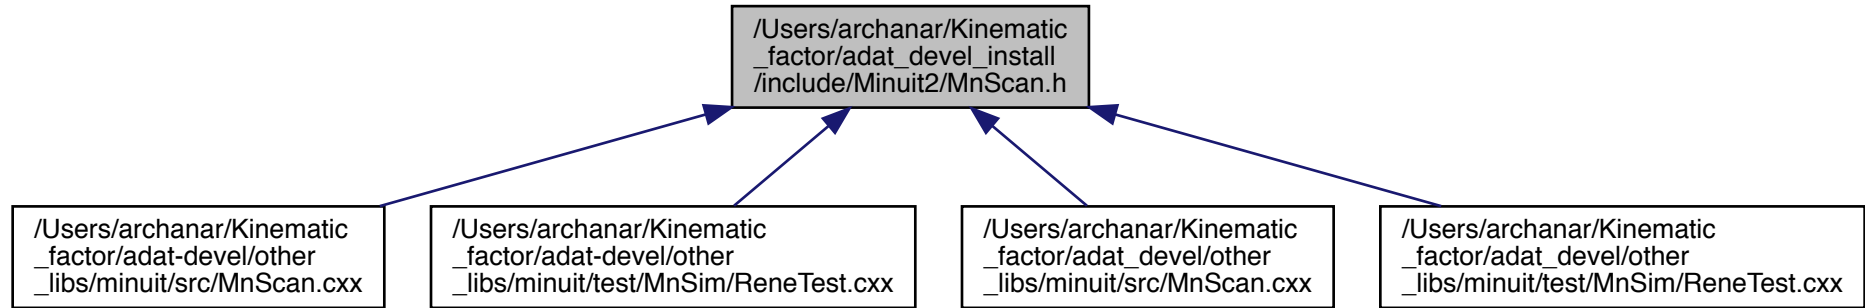 /Users/archanar/Kinematic
_factor/adat_devel_install
/include/Minuit2/MnScan.h
/Users/archanar/Kinematic
_factor/adat-devel/other
_libs/minuit/src/MnScan.cxx
/Users/archanar/Kinematic
_factor/adat-devel/other
_libs/minuit/test/MnSim/ReneTest.cxx
/Users/archanar/Kinematic
_factor/adat_devel/other
_libs/minuit/src/MnScan.cxx
/Users/archanar/Kinematic
_factor/adat_devel/other
_libs/minuit/test/MnSim/ReneTest.cxx